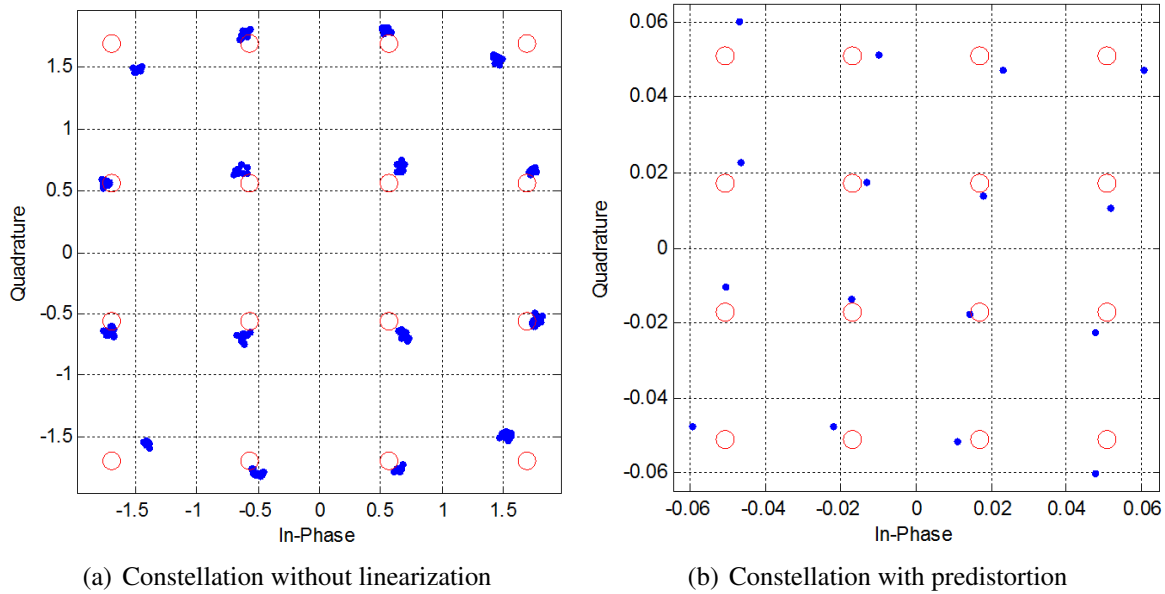 1.5
1
0.5
0
-0.5
-1
-1.5
Quadrature
-1.5 -1 -0.5 0 0.5 1 1.5
In-Phase
(a) Constellation without linearization
0.06
0.04
0.02
0
-0.02
-0.04
-0.06
Quadrature
-0.06 -0.04 -0.02 0 0.02 0.04 0.06
In-Phase
(b) Constellation with predistortion